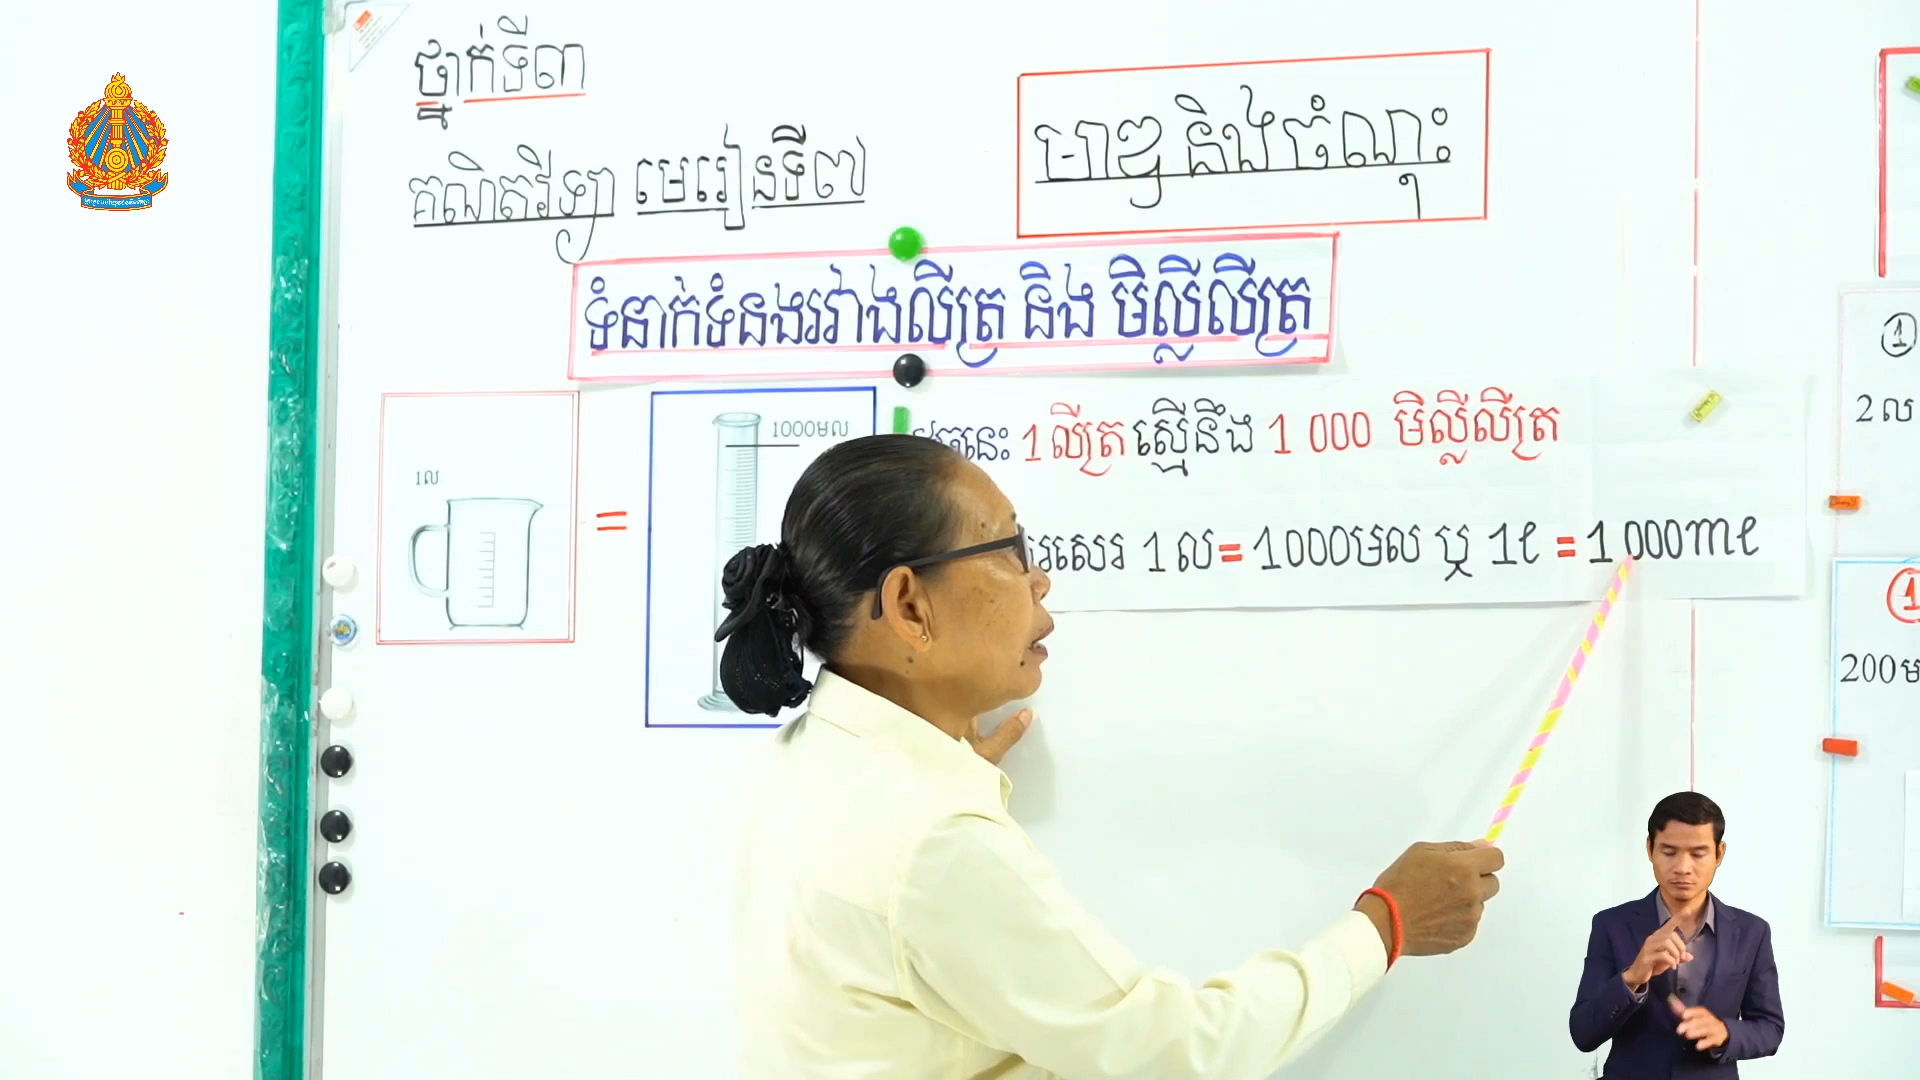 ថ្នាក់ទី៣
គណិតវិទ្យា មេរៀនទី៧
មាឌ និងចំណុះ
ទំនាក់ទំនងរវាងលីត្រ និង មិល្លីលីត្រ
1ល
=
1000មល
1 លីត្រ ស្មើនឹង 1 000 មិល្លីលីត្រ
1 ល = 1000មល ឬ 1ℓ = 1 000mℓ
1
2 ល
1
200ម